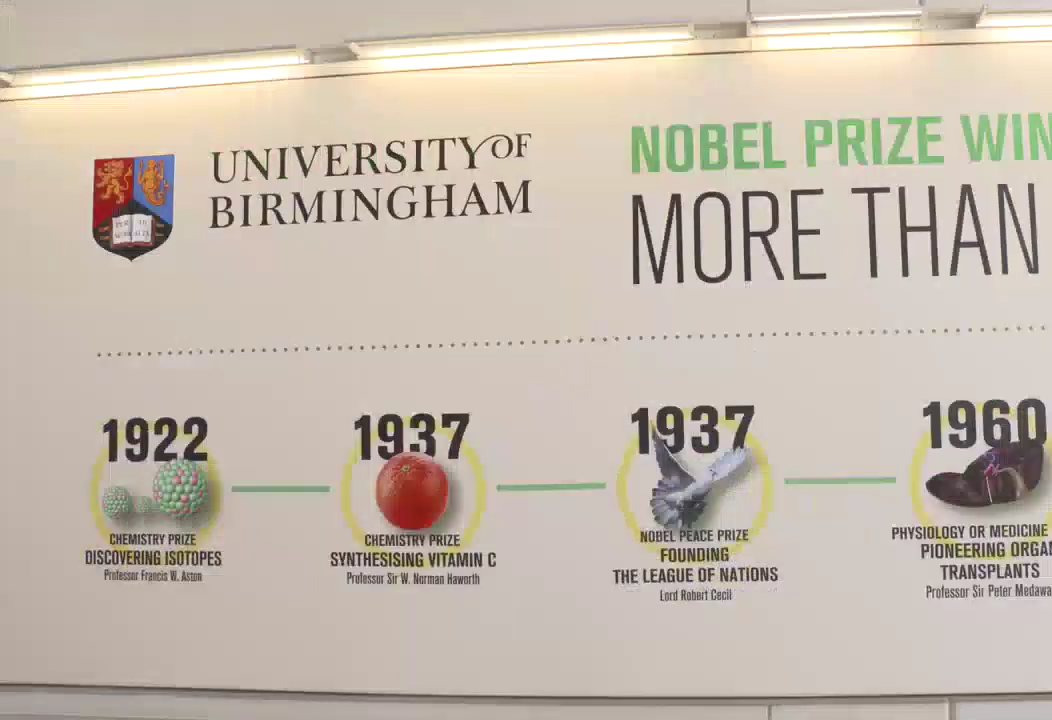 UNIVERSITY OF
BIRMINGHAM
NOBEL PRIZE WIN
MORE THAN
1922
CHEMISTRY PRIZE
DISCOVERING ISOTOPES
Professor Francis W. Aston
1937
CHEMISTRY PRIZE
SYNTHESISING VITAMIN C
Professor Sir W. Norman Haworth
1937
NOBEL PEACE PRIZE
FOUNDING
THE LEAGUE OF NATIONS
Lord Robert Cecil
1960
PHYSIOLOGY OR MEDICINE
PIONEERING ORGAN
TRANSPLANTS
Professor Sir Peter Medawa